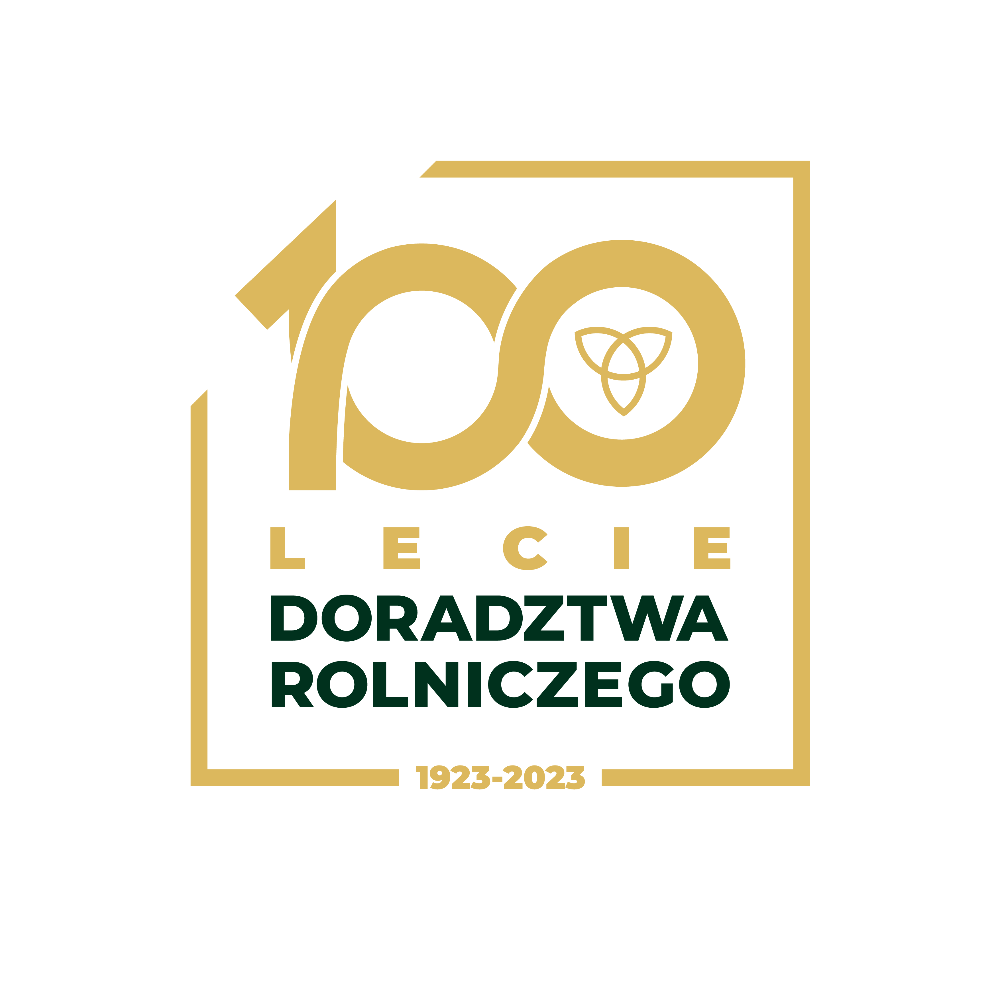 100
LECIE
DORADZTWA
ROLNICZEGO
1923-2023